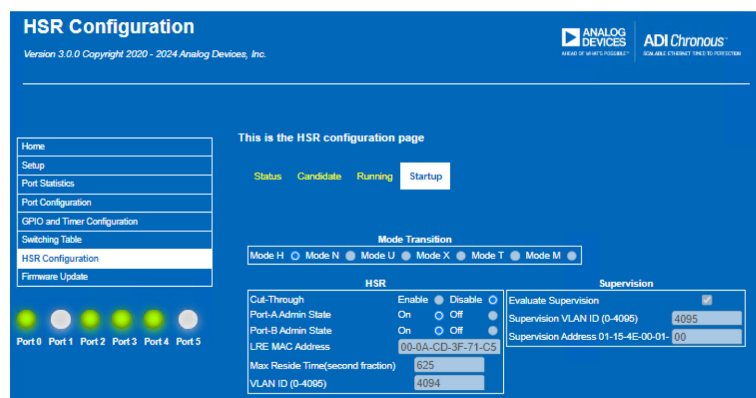 HSR Configuration
Version 3.0.0 Copyright 2020 - 2024 Analog Devices, Inc.
ANALOG
DEVICES
AHEAD OF WHAT'S POSSIBLE™
ADI Chronous™
SCALABLE ETHERNET TIMED TO PERFECTION
This is the HSR configuration page
Home
Setup
Port Statistics
Port Configuration
GPIO and Timer Configuration
Switching Table
HSR Configuration
Firmware Update
Status Candidate Running Startup
Mode Transition
Mode H Mode N Mode U Mode X Mode T Mode M
HSR
Cut-Through Enable Disable
Port-A Admin State On Off
Port-B Admin State On Off
LRE MAC Address 00-0A-CD-3F-71-C5
Max Reside Time(second fraction) 625
VLAN ID (0-4095) 4094
Supervision
Evaluate Supervision
Supervision VLAN ID (0-4095) 4095
Supervision Address 01-15-4E-00-01- 00
Port 0 Port 1 Port 2 Port 3 Port 4 Port 5